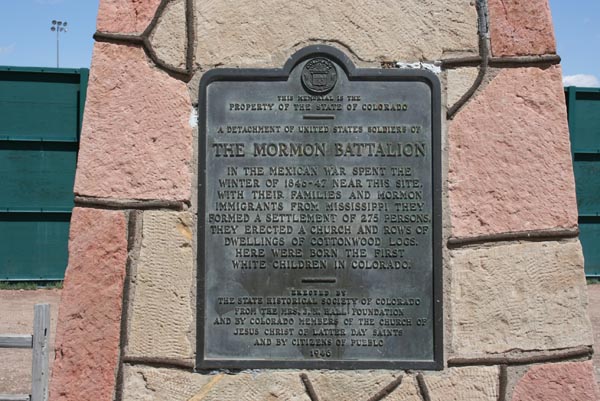 THIS MEMORIAL IS THE
PROPERTY OF THE STATE OF COLORADO
A DETACHMENT OF UNITED STATES SOLDIERS OF
THE MORMON BATTALION
IN THE MEXICAN WAR SPENT THE
WINTER OF 1846-47 NEAR THIS SITE,
WITH THEIR FAMILIES AND MORMON
IMMIGRANTS FROM MISSISSIPPI THEY
FORMED A SETTLEMENT OF 275 PERSONS.
THEY ERECTED A CHURCH AND ROWS OF
DWELLINGS OF COTTONWOOD LOGS.
HERE WERE BORN THE FIRST
WHITE CHILDREN IN COLORADO.
ERECTED BY
THE STATE HISTORICAL SOCIETY OF COLORADO
FROM THE MRS. J. N. HALL FOUNDATION
AND BY COLORADO MEMBERS OF THE CHURCH OF
JESUS CHRIST OF LATTER DAY SAINTS
AND BY CITIZENS OF PUEBLO
1946